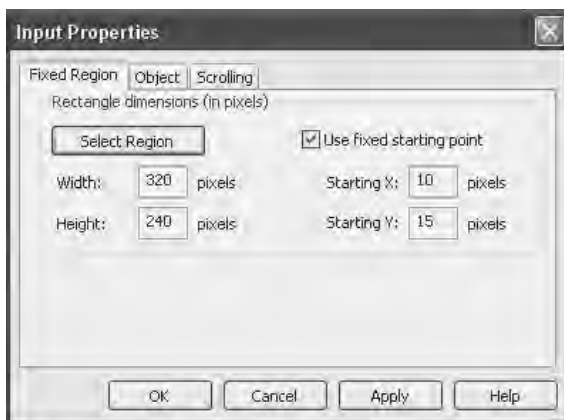 Input Properties
Fixed Region Object Scrolling
Rectangle dimensions (in pixels)
Select Region Use fixed starting point
Width: 320 pixels Starting X: 10 pixels
Height: 240 pixels Starting Y: 15 pixels
OK Cancel Apply Help